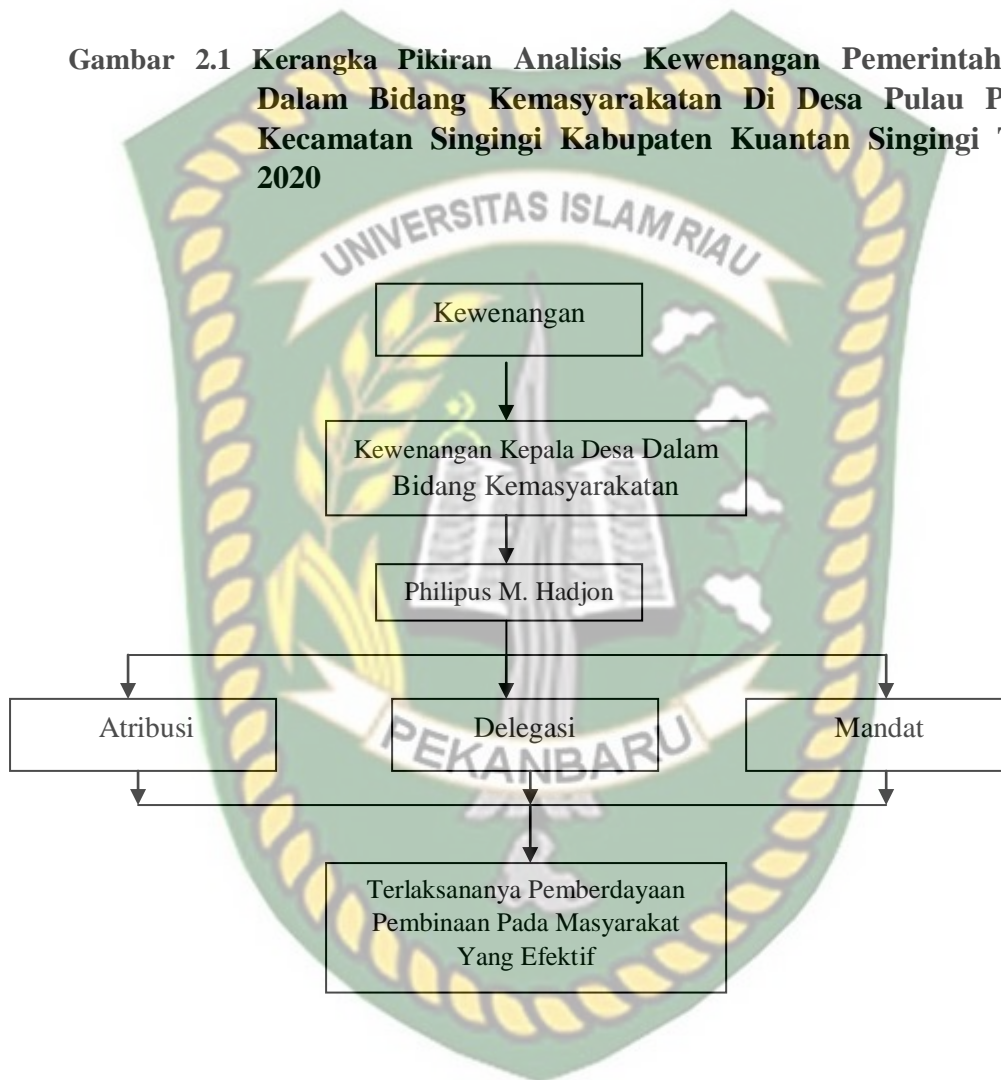 Gambar 2.1 Kerangka Pikiran Analisis Kewenangan Pemerintah
Dalam Bidang Kemasyarakatan Di Desa Pulau P
Kecamatan Singingi Kabupaten Kuantan Singingi
2020
UNIVERSITAS ISLAM RIAU
Kewenangan
Kewenangan Kepala Desa Dalam
Bidang Kemasyarakatan
Philipus M. Hadjon
Atribusi Delegasi Mandat
PEKANBARU
Terlaksananya Pemberdayaan
Pembinaan Pada Masyarakat
Yang Efektif